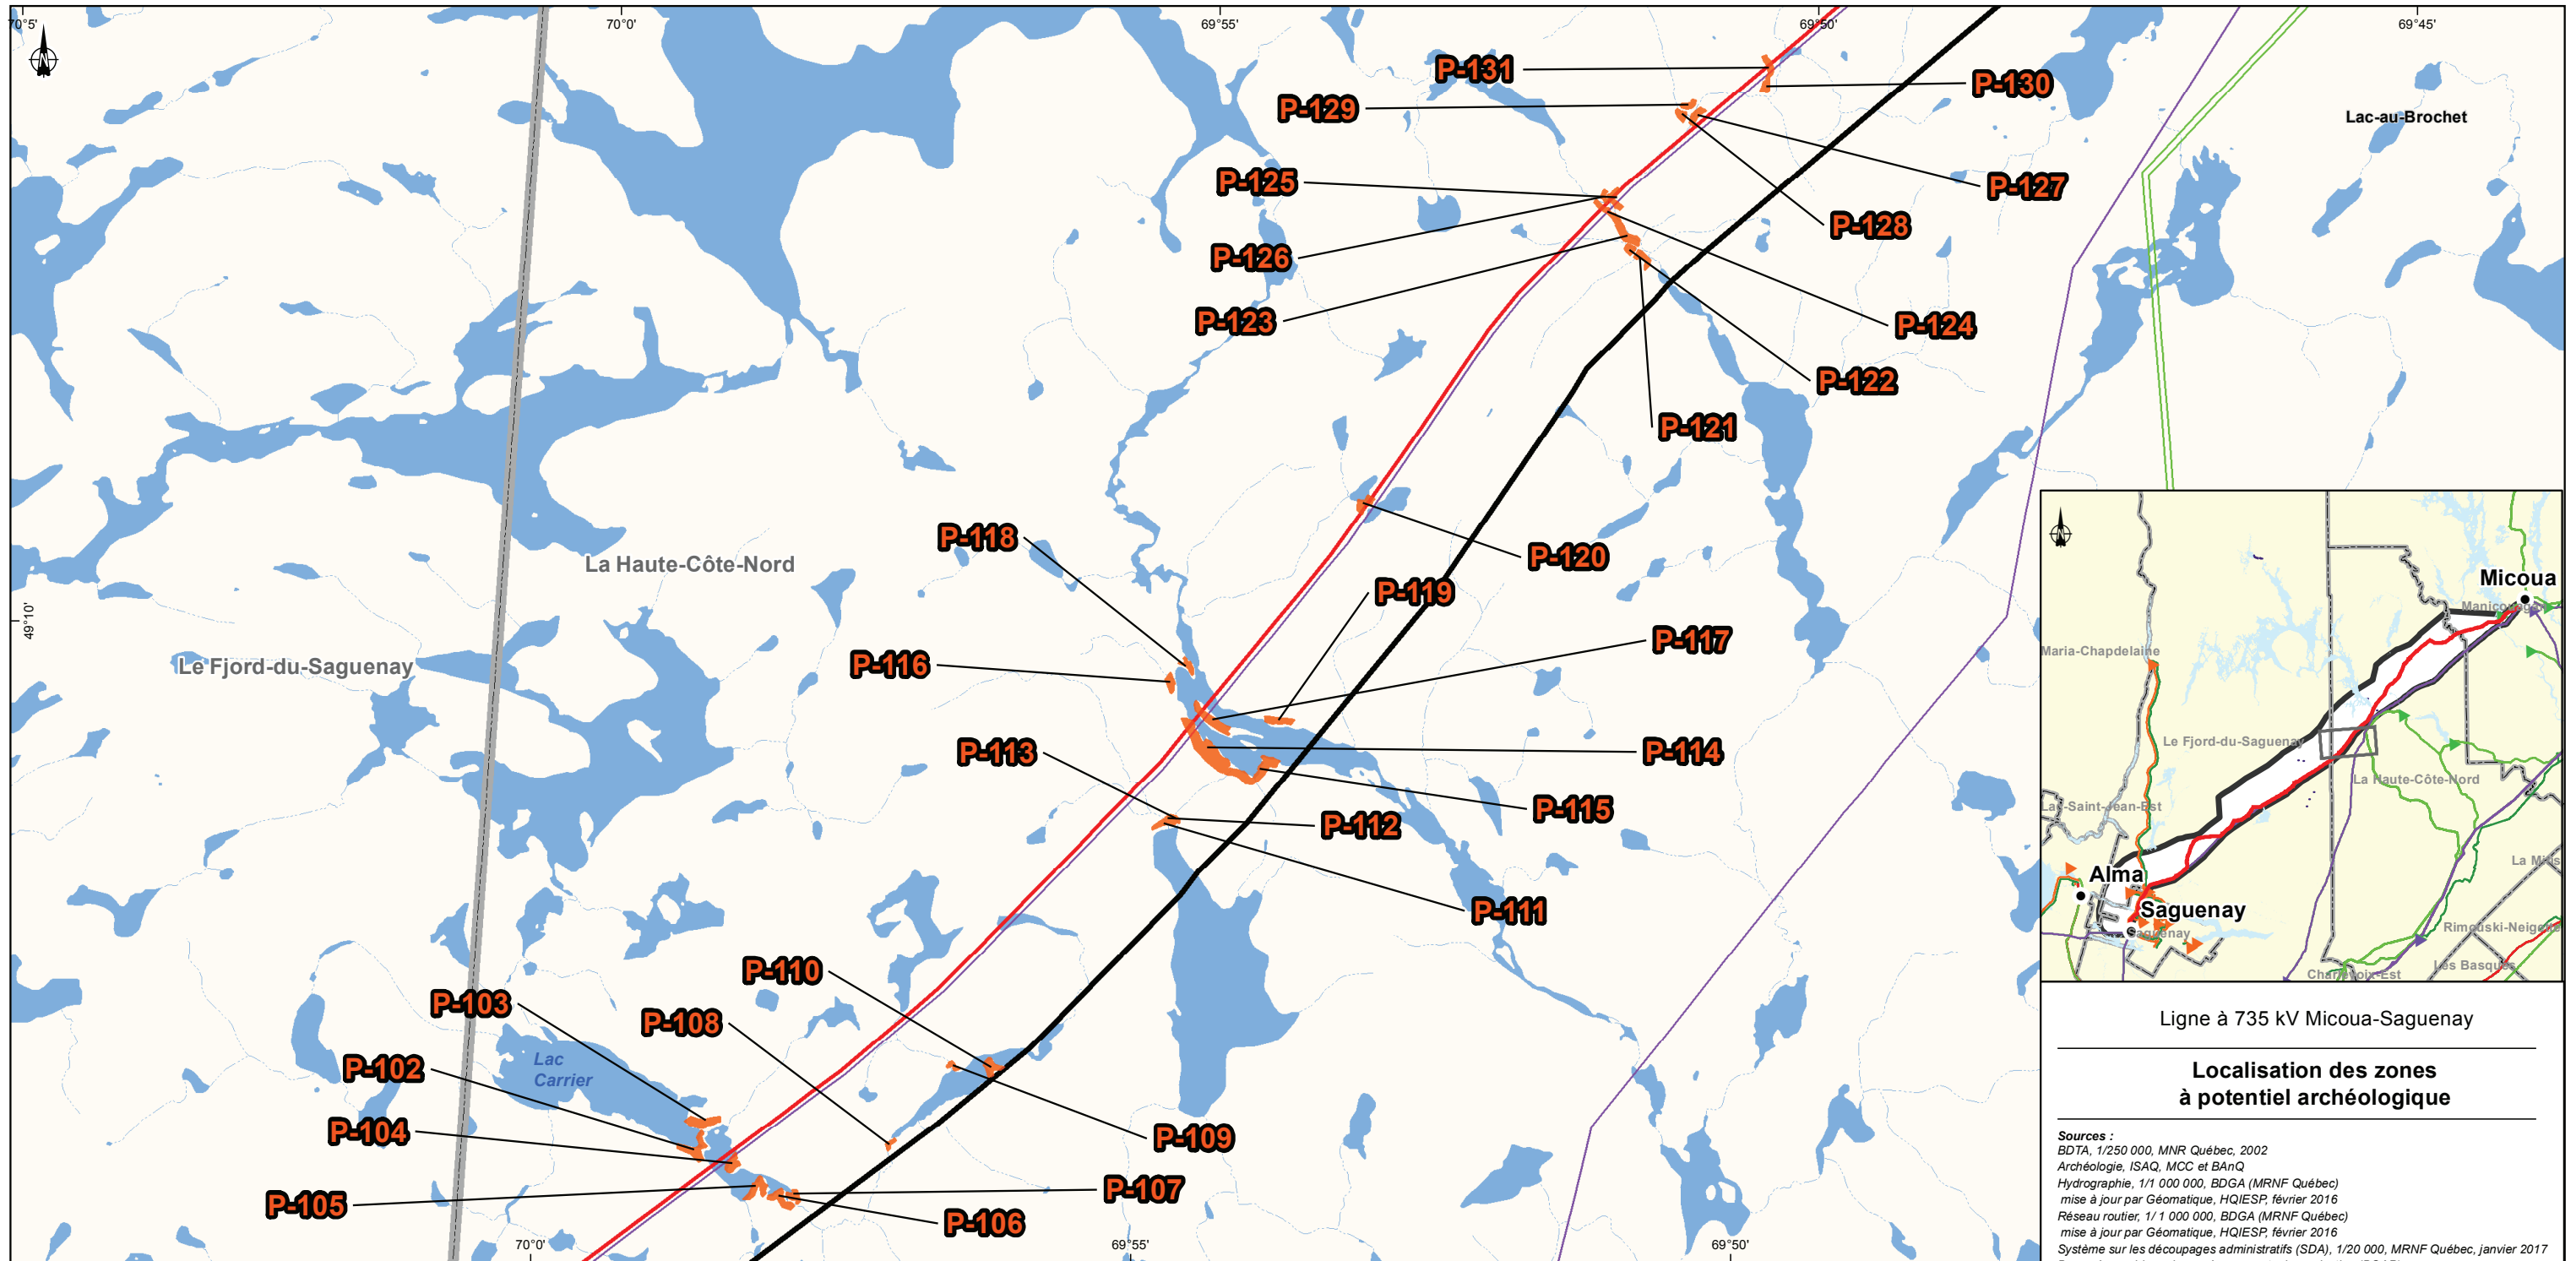 70°5'
70°0'
69°55'
69°50'
69°45'
P-131
P-130
P-129
Lac-au-Brochet
P-125
P-127
P-128
P-126
P-123
P-124
P-122
P-121
P-118
P-120
La Haute-Côte-Nord
P-119
49°10'
P-117
Le Fjord-du-Saguenay
P-116
P-113
P-114
P-115
P-112
P-111
P-110
P-103
P-108
Lac
Carrier
P-102
P-104
P-109
P-107
P-105
P-106
70°0'
69°55'
69°50'
Micoua
Maria-Chapdelaine
Le Fjord-du-Saguenay
La Haute-Côte-Nord
Lac-Saint-Jean-Est
Alma
Saguenay
Saguenay
Charlevoix-Est
Les Basques
Ligne à 735 kV Micoua-Saguenay
Localisation des zones
à potentiel archéologique
Sources :
BDTA, 1/250 000, MNR Québec, 2002
Archéologie, ISAQ, MCC et BAnQ
Hydrographie, 1/1 000 000, BDGA (MRNF Québec)
mise à jour par Géomatique, HQIESP, février 2016
Réseau routier, 1/ 1 000 000, BDGA (MRNF Québec)
mise à jour par Géomatique, HQIESP, février 2016
Système sur les découpages administratifs (SDA), 1/20 000, MRNF Québec, janvier 2017